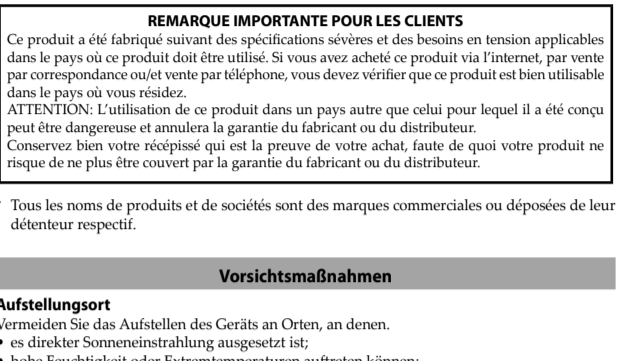 REMARQUE IMPORTANTE POUR LES CLIENTS
Ce produit a été fabriqué suivant des spécifications sévères et des besoins en tension applicables
dans le pays où ce produit doit être utilisé. Si vous avez acheté ce produit via l'internet, par vente
par correspondance ou/et vente par téléphone, vous devez vérifier que ce produit est bien utilisable
dans le pays où vous résidez.
ATTENTION: L'utilisation de ce produit dans un pays autre que celui pour lequel il a été conçu
peut être dangereuse et annulera la garantie du fabricant ou du distributeur.
Conservez bien votre récépissé qui est la preuve de votre achat, faute de quoi votre produit ne
risque de ne plus être couvert par la garantie du fabricant ou du distributeur.
Tous les noms de produits et de sociétés sont des marques commerciales ou déposées de leur
détenteur respectif.
Vorsichtsmaßnahmen
Aufstellungsort
Vermeiden Sie das Aufstellen des Geräts an Orten, an denen.
• es direkter Sonneneinstrahlung ausgesetzt ist;
• hohe Feuchtigkeit oder Extremtemperaturen auftreten können;